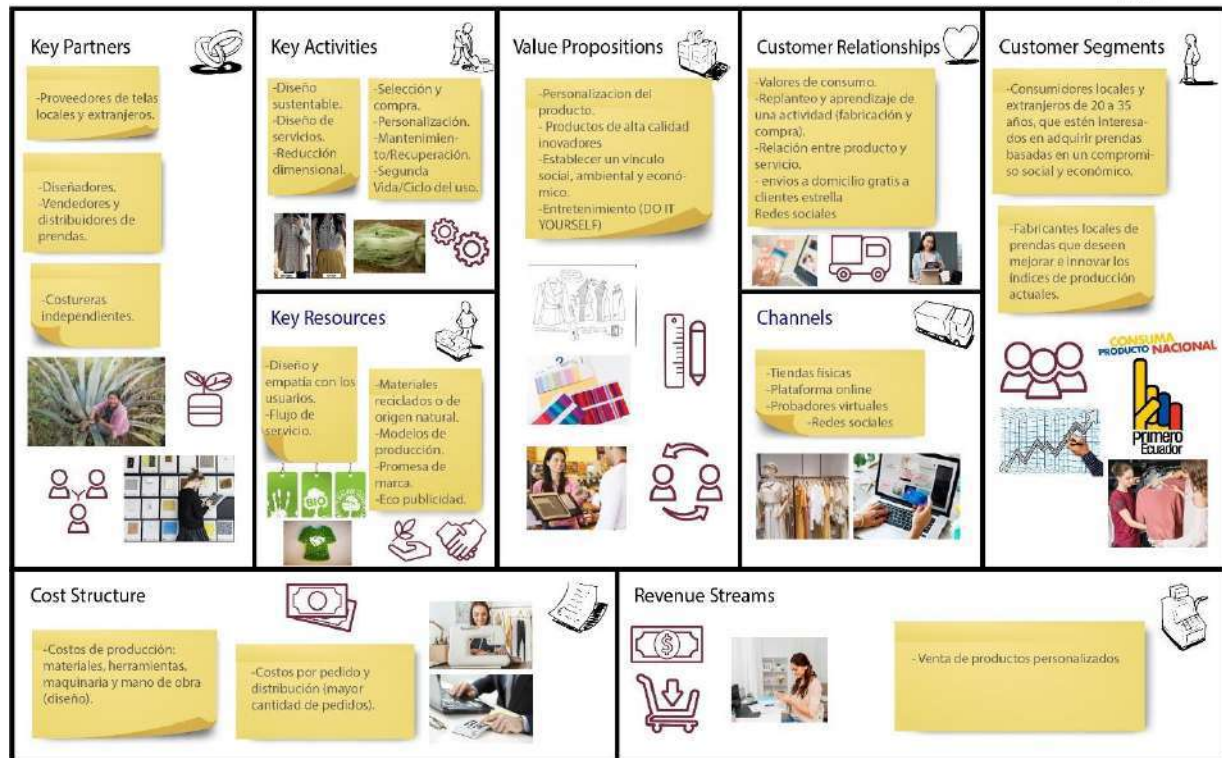 Key Partners
-Proveedores de telas
locales y extranjeros.
-Diseñadores,
Vendedores y
distribuidores de
prendas.
-Costureras
independientes.
Key Activities
-Diseño
sustentable.
-Diseño de
servicios.
-Reducción
dimensional.
-Selección y
compra.
-Personalización.
-Mantenimien-
to/Recuperación.
-Segunda
Vida/Ciclo del uso.
Key Resources
-Diseño y
empatía con los
usuarios.
-Flujo de
servicio.
-Materiales
reciclados o de
origen natural.
-Modelos de
producción.
-Promesa de
marca.
-Eco publicidad.
BIO
Value Propositions
-Personalizacion del
producto.
- Productos de alta calidad
inovadores
-Establecer un vínculo
social, ambiental y econó-
mico.
-Entretenimiento (DO IT
YOURSELF)
Customer Relationships
-Valores de consumo.
-Replanteo y aprendizaje de
una actividad (fabricación y
compra).
-Relación entre producto y
servicio.
- envios a domicilio gratis a
clientes estrella
Redes sociales
Channels
-Tiendas físicas
-Plataforma online
-Probadores virtuales
-Redes sociales
Customer Segments
-Consumidores locales y
extranjeros de 20 a 35
años, que estén interesa-
dos en adquirir prendas
basadas en un compromi-
so social y económico.
-Fabricantes locales de
prendas que deseen
mejorar e innovar los
índices de producción
actuales.
CONSUMA
PRODUCTO NACIONAL
Primero
Ecuador
Cost Structure
-Costos de producción:
materiales, herramientas,
maquinaria y mano de obra
(diseño).
-Costos por pedido y
distribución (mayor
cantidad de pedidos).
Revenue Streams
$
- Venta de productos personalizados